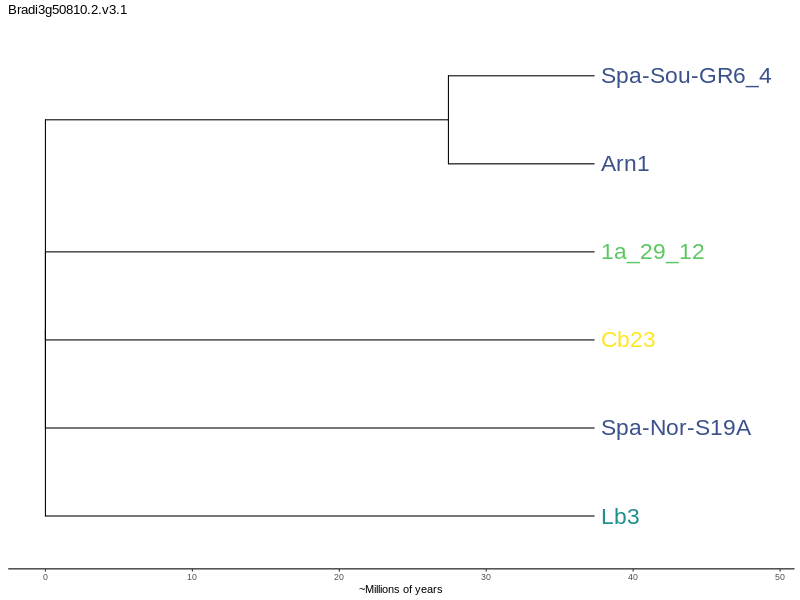 Bradi3g50810.2.v3.1
Spa-Sou-GR6_4
Arn1
1a_29_12
Cb23
Spa-Nor-S19A
Lb3
0 10 20 30 40 50
~Millions of years